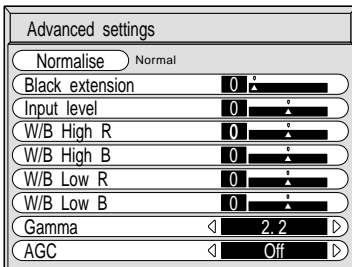 Advanced settings
Normalise Normal
Black extension 0
Input level 0
W/B High R 0
W/B High B 0
W/B Low R 0
W/B Low B 0
Gamma 2.2
AGC Off